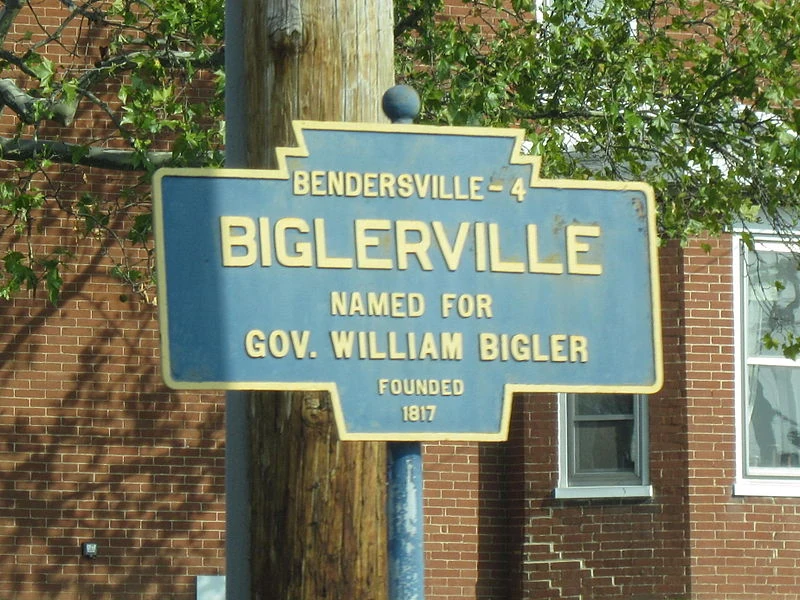 BENDERSVILLE-4
BIGLERVILLE
NAMED FOR
GOV. WILLIAM BIGLER
FOUNDED
1817